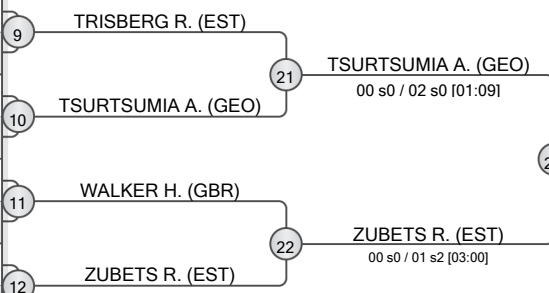 TRISBERG R. (EST)
9
21
TSURTSUMIA A. (GEO)
00 s0 / 02 s0 [01:09]
TSURTSUMIA A. (GEO)
10
WALKER H. (GBR)
11
22
ZUBETS R. (EST)
00 s0 / 01 s2 [03:00]
ZUBETS R. (EST)
12